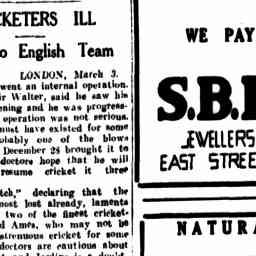 CKETERS ILL
o English Team
LONDON, March 3.
went an internal operation.
ir Walter, said he saw his
ening and he was progress-
operation was not serious.
must have existed for some
obably one of the blows
December 28 brought it to
doctors hope that he will
resume cricket it three
tch," declaring that the
most lost already, laments
two of the finest cricket-
d Ames, who may not be
strenuous cricket for some
doctors are cautious about
WE PAY
S.B.
JEWELLERS
EAST STREE
NATURA